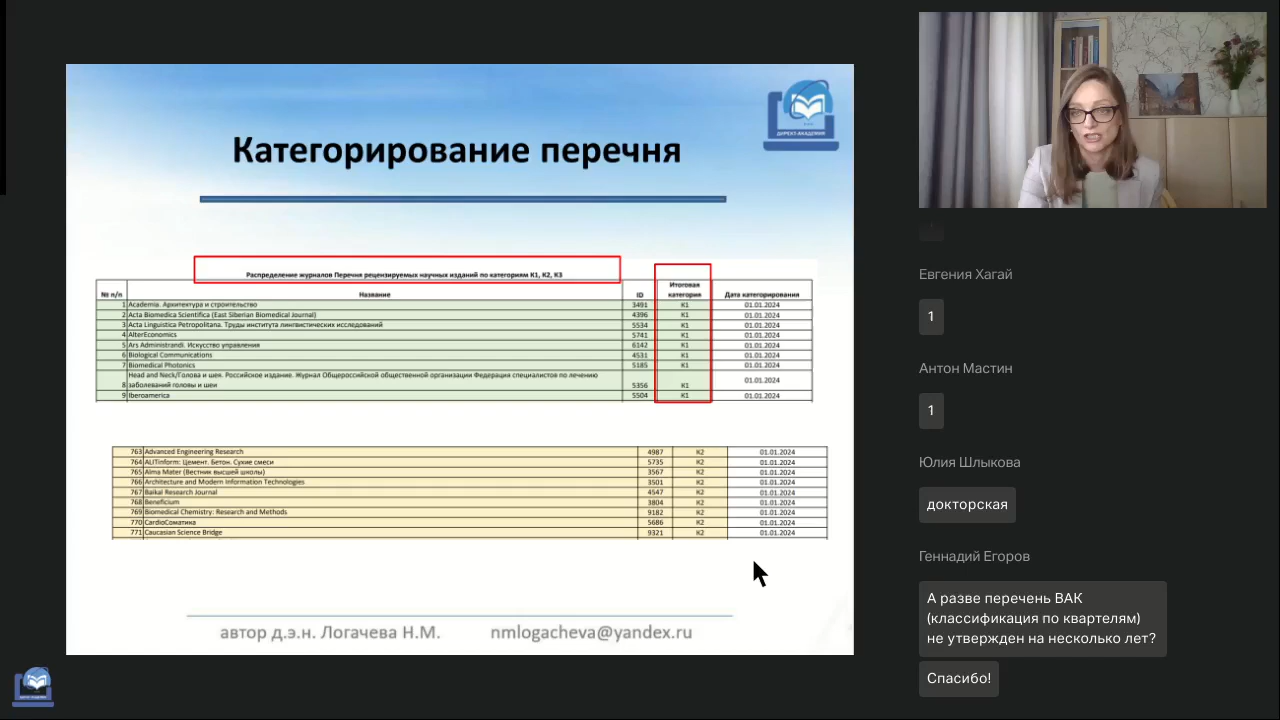 ДИРЕКТ-АКАДЕМИЯ
Категорирование перечня
Распределение журналов Перечня рецензируемых научных изданий по категориям К1, К2, К3
№ п/п Название ID Итоговая категория Дата категорирования
1 Academia. Архитектура и строительство 3491 К1 01.01.2024
2 Acta Biomedica Scientifica (East Siberian Biomedical Journal) 4396 К1 01.01.2024
3 Acta Linguistica Petropolitana. Труды института лингвистических исследований 5534 К1 01.01.2024
4 AlterEconomics 5741 К1 01.01.2024
5 Ars Administrandi. Искусство управления 6142 К1 01.01.2024
6 Biological Communications 4531 К1 01.01.2024
7 Biomedical Photonics 5185 К1 01.01.2024
Head and Neck/Голова и шея. Российское издание. Журнал Общероссийской общественной организации Федерация специалистов по лечению
8 заболеваний головы и шеи 5356 К1 01.01.2024
9 Iberoamerica 5504 К1 01.01.2024
763 Advanced Engineering Research 4987 К2 01.01.2024
764 ALITinform: Цемент. Бетон. Сухие смеси 5735 К2 01.01.2024
765 Alma Mater (Вестник высшей школы) 3567 К2 01.01.2024
766 Architecture and Modern Information Technologies 3501 К2 01.01.2024
767 Baikal Research Journal 4547 К2 01.01.2024
768 Beneficium 3804 К2 01.01.2024
769 Biomedical Chemistry: Research and Methods 9182 К2 01.01.2024
770 CardioСоматика 5686 К2 01.01.2024
771 Caucasian Science Bridge 9321 К2 01.01.2024
автор д.э.н. Логачева Н.М. nmlogacheva@yandex.ru
Евгения Хагай
1
Антон Мастин
1
Юлия Шлыкова
докторская
Геннадий Егоров
А разве перечень ВАК
(классификация по квартелям)
не утвержден на несколько лет?
Спасибо!